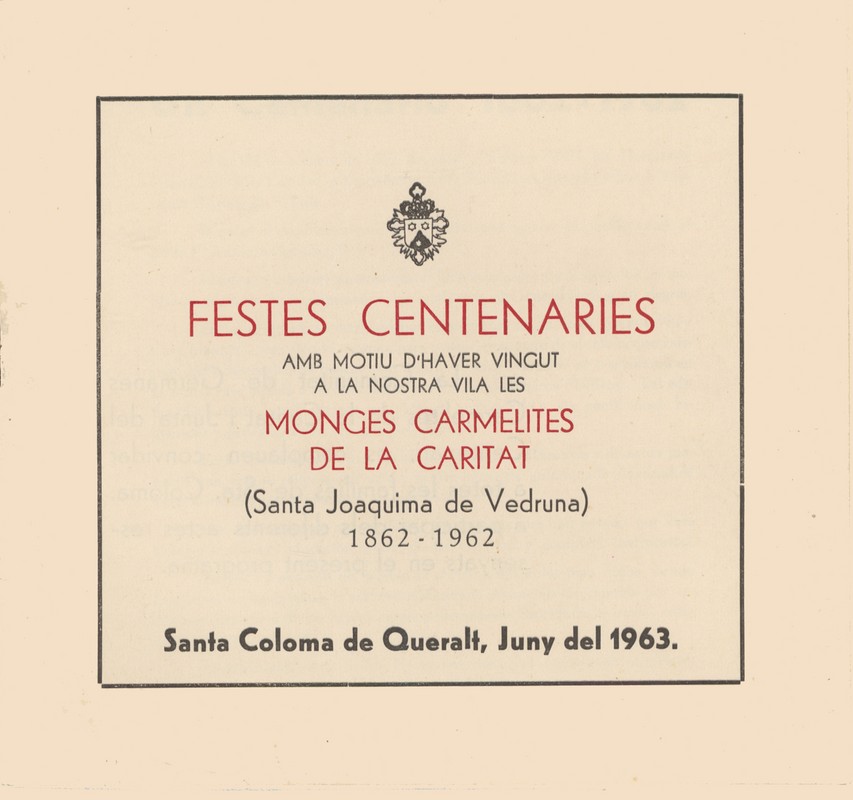 FESTES CENTENARIES
AMB MOTIU D'HAVER VINGUT
A LA NOSTRA VILA LES
MONGES CARMELITES
DE LA CARITAT
(Santa Joaquima de Vedruna)
1862-1962
Santa Coloma de Queralt, Juny del 1963.